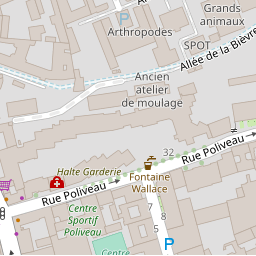 Grands
animaux
Arthropodes
SPOT
Allée de la Bièvre
Ancien
atelier
de moulage
32
Rue Poliveau
Halte Garderie
Fontaine
Wallace
Rue Poliveau
7
5
8
Centre
Sportif
Poliveau
P
Centre